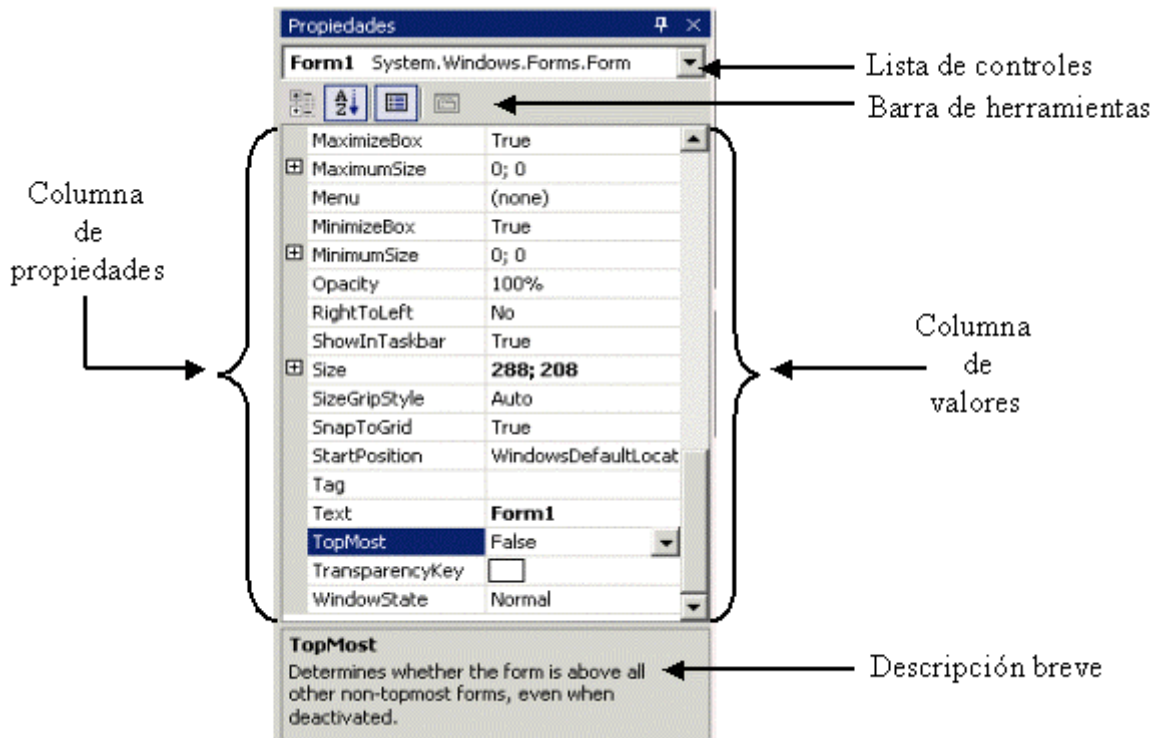 Propiedades
Form1 System.Windows.Forms.Form
Lista de controles
Barra de herramientas
Columna
de
propiedades
MaximizeBox True
MaximumSize 0; 0
Menu (none)
MinimizeBox True
MinimumSize 0; 0
Opacity 100%
RightToLeft No
ShowInTaskbar True
Size 288; 208
SizeGripStyle Auto
SnapToGrid True
StartPosition WindowsDefaultLocat
Tag
Text Form1
TopMost False
TransparencyKey
WindowState Normal
Columna
de
valores
TopMost
Determines whether the form is above all
other non-topmost forms, even when
deactivated.
Descripción breve